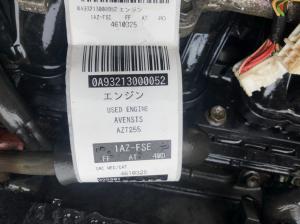 0A93213000052
エンジン
1AZ-FSE FF AT 4WD
4610325
0A93213000052
エンジン
USED ENGINE
AVENSIS
AZT255
1AZ-FSE
FF AT 4WD
4610325